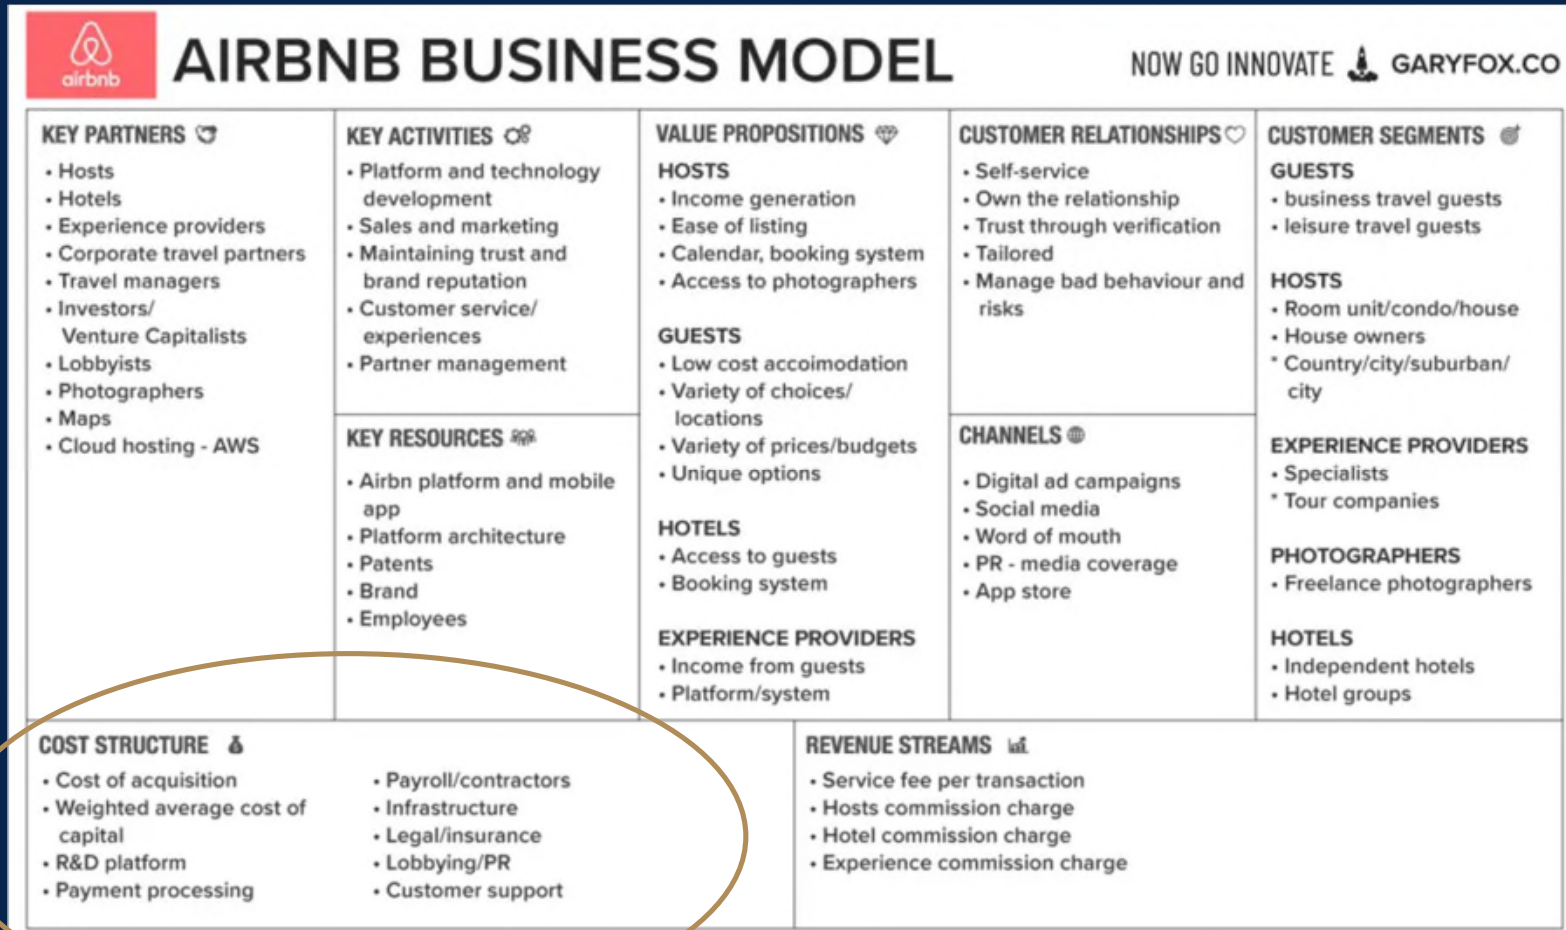 airbnb
AIRBNB BUSINESS MODEL
NOW GO INNOVATE GARYFOX.CO
KEY PARTNERS
• Hosts
• Hotels
• Experience providers
• Corporate travel partners
• Travel managers
• Investors/
Venture Capitalists
• Lobbyists
• Photographers
• Maps
• Cloud hosting - AWS
KEY ACTIVITIES
• Platform and technology
development
• Sales and marketing
• Maintaining trust and
brand reputation
• Customer service/
experiences
• Partner management
KEY RESOURCES
• Airbn platform and mobile
app
• Platform architecture
• Patents
• Brand
• Employees
VALUE PROPOSITIONS
HOSTS
• Income generation
• Ease of listing
• Calendar, booking system
• Access to photographers
GUESTS
• Low cost accoimodation
• Variety of choices/
locations
• Variety of prices/budgets
• Unique options
HOTELS
• Access to guests
• Booking system
EXPERIENCE PROVIDERS
• Income from guests
• Platform/system
CUSTOMER RELATIONSHIPS
• Self-service
• Own the relationship
• Trust through verification
• Tailored
• Manage bad behaviour and
risks
CHANNELS
• Digital ad campaigns
• Social media
• Word of mouth
• PR - media coverage
• App store
CUSTOMER SEGMENTS
GUESTS
• business travel guests
• leisure travel guests
HOSTS
• Room unit/condo/house
• House owners
* Country/city/suburban/
city
EXPERIENCE PROVIDERS
• Specialists
* Tour companies
PHOTOGRAPHERS
• Freelance photographers
HOTELS
• Independent hotels
• Hotel groups
COST STRUCTURE
• Cost of acquisition
• Weighted average cost of
capital
• R&D platform
• Payment processing
• Payroll/contractors
• Infrastructure
• Legal/insurance
• Lobbying/PR
• Customer support
REVENUE STREAMS
• Service fee per transaction
• Hosts commission charge
• Hotel commission charge
• Experience commission charge